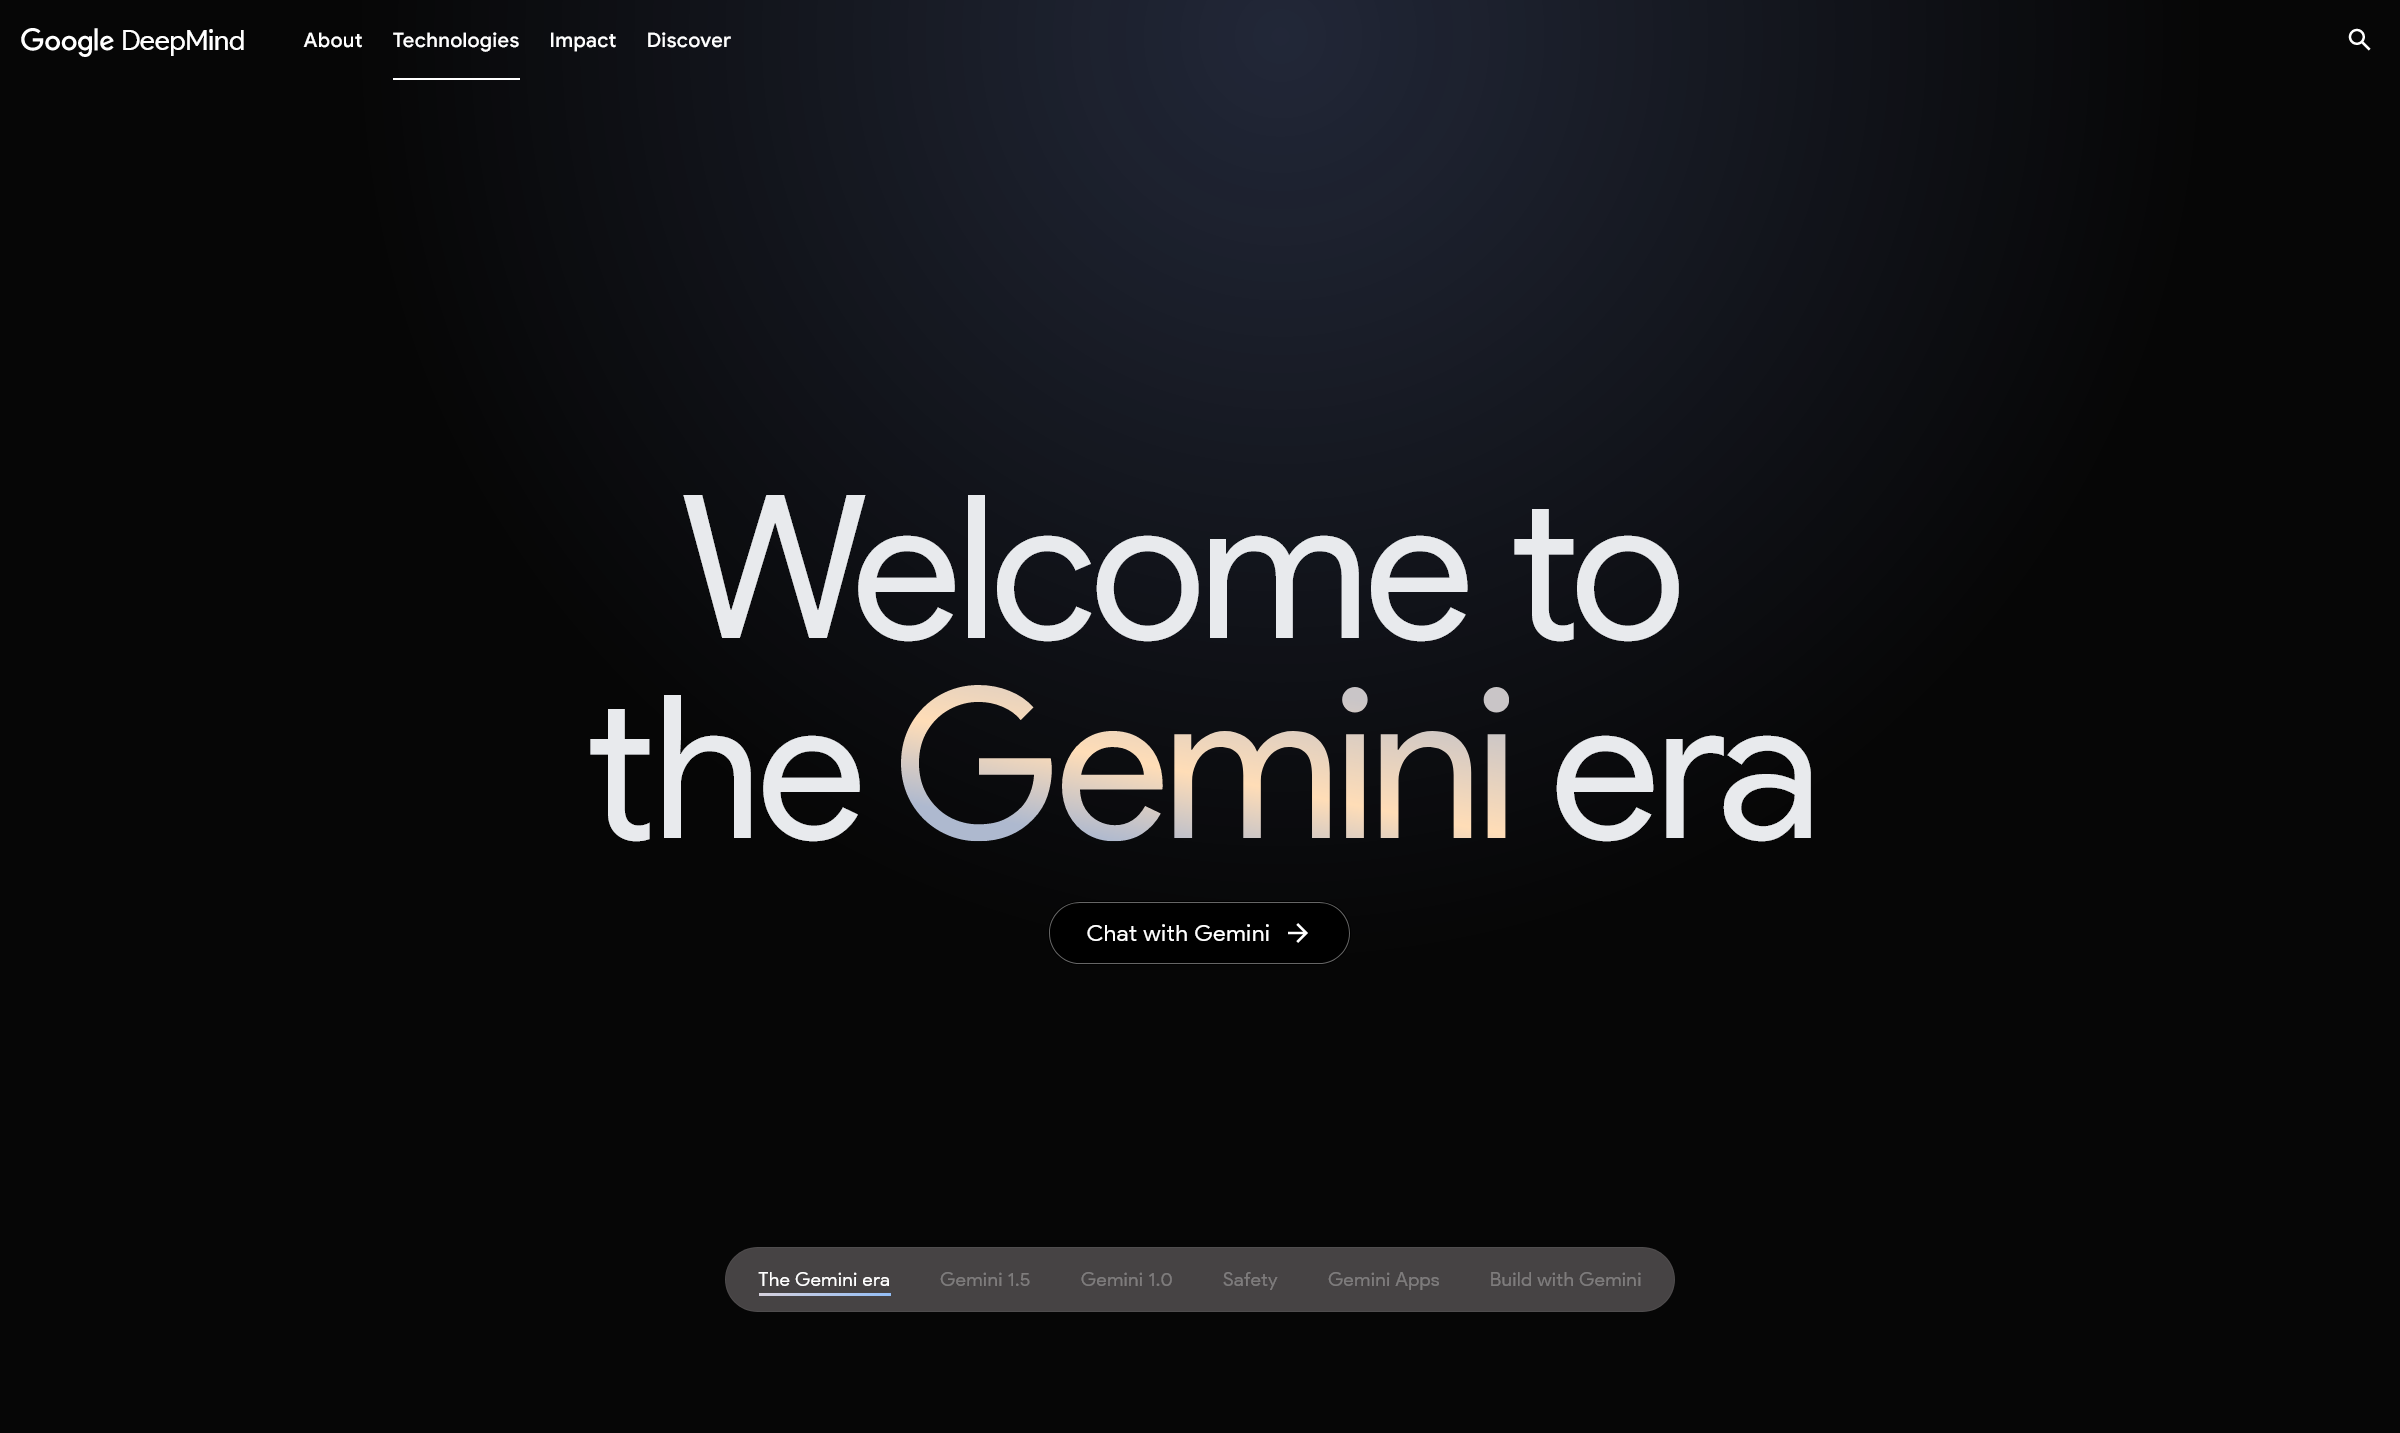 Google DeepMind About Technologies Impact Discover
Welcome to
the Gemini era
Chat with Gemini
The Gemini era Gemini 1.5 Gemini 1.0 Safety Gemini Apps Build with Gemini